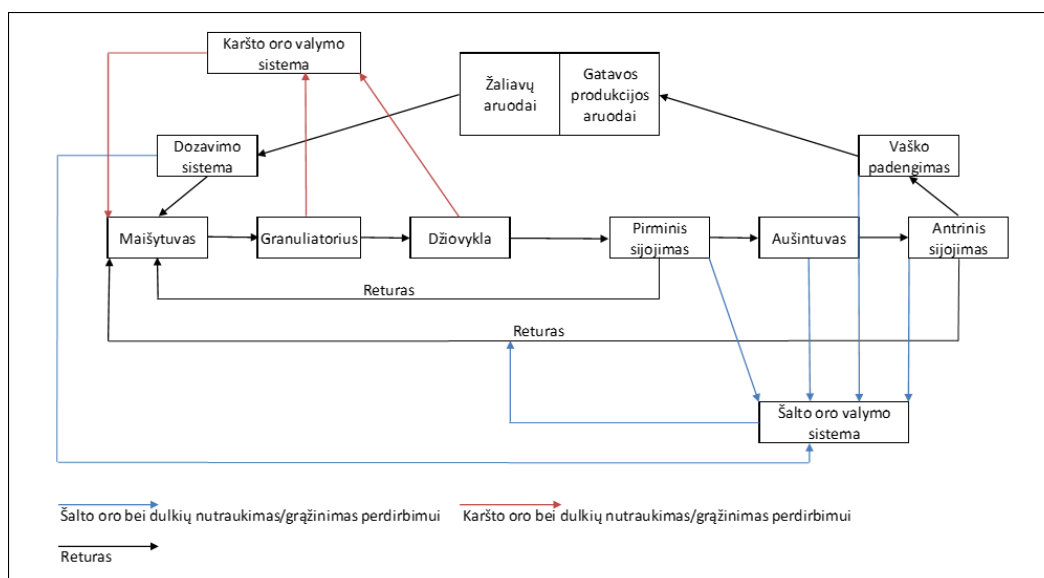 Karšto oro valymo
sistema
Žaliavų
aruodai
Gatavos
produkcijos
aruodai
Dozavimo
sistema
Vaško
padengimas
Maišytuvas
Granuliatorius
Džiovykla
Pirminis
sijojimas
Aušintuvas
Antrinis
sijojimas
Returas
Returas
Šalto oro valymo
sistema
Šalto oro bei dulkių nutraukimas/grąžinimas perdirbimui
Karšto oro bei dulkių nutraukimas/grąžinimas perdirbimui
Returas